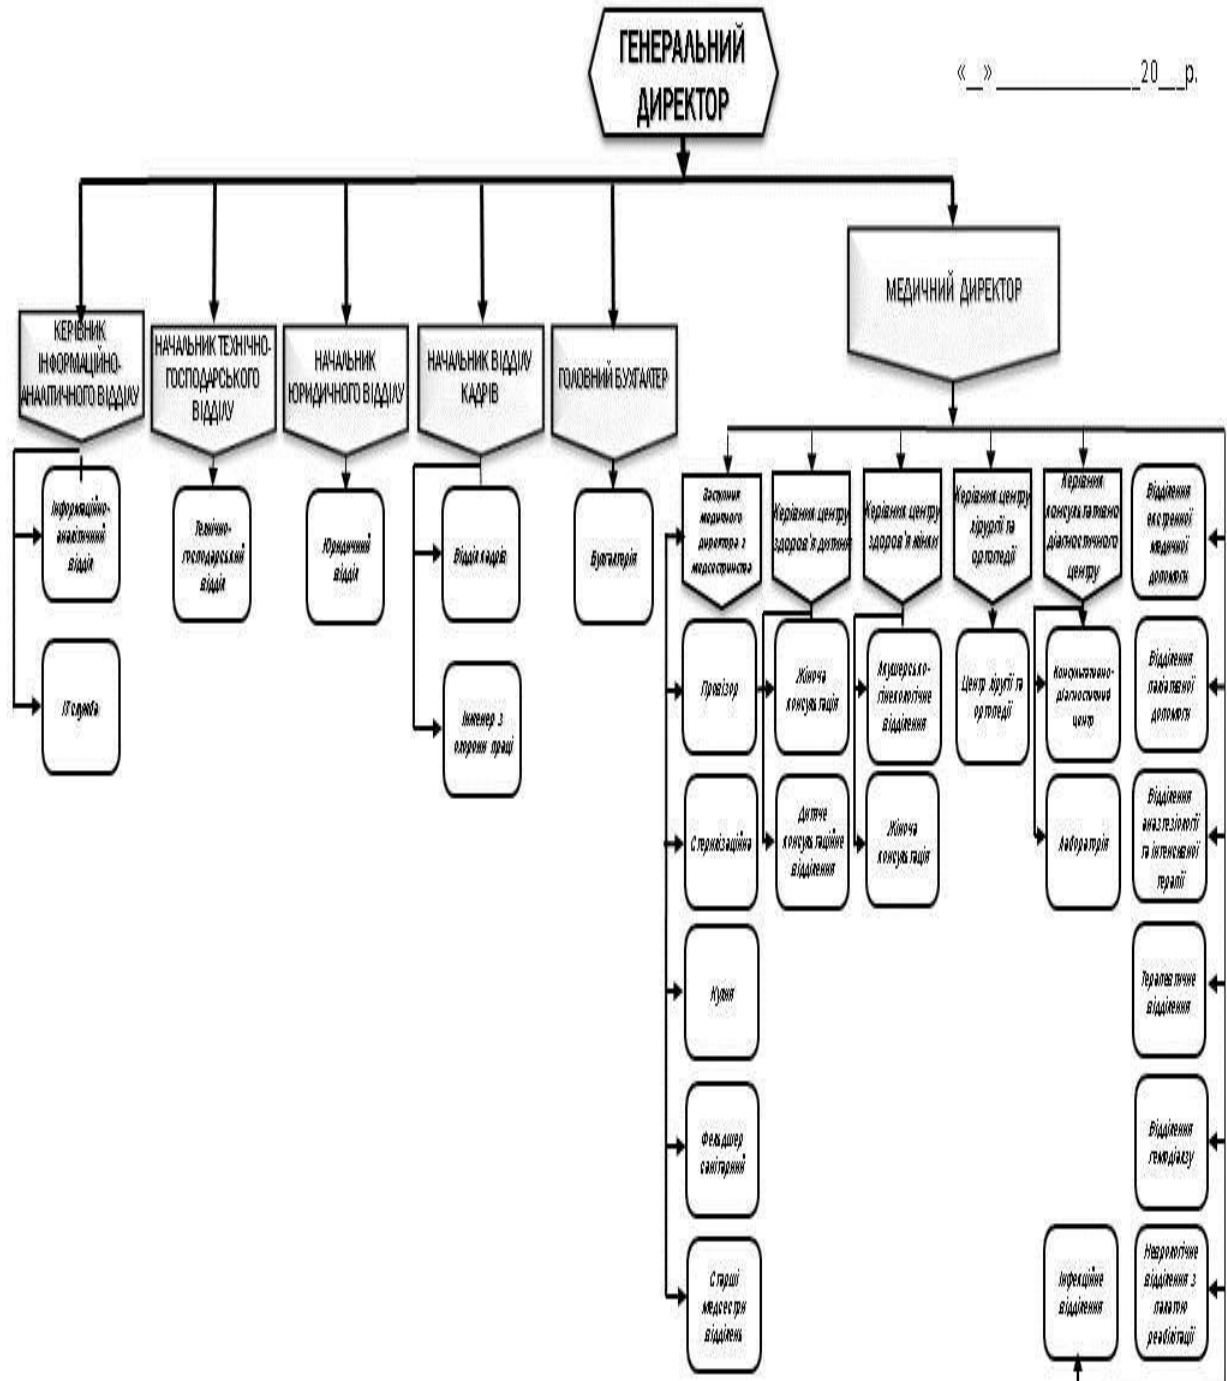 ГЕНЕРАЛЬНИЙ
ДИРЕКТОР
«__» ______________20___р.
МЕДИЧНИЙ ДИРЕКТОР
КЕРІВНИК
ІНФОРМАЦІЙНО-
АНАЛІТИЧНОГО ВІДДІЛУ
НАЧАЛЬНИК ТЕХНІЧНО-
ГОСПОДАРСЬКОГО
ВІДДІЛУ
НАЧАЛЬНИК
ЮРИДИЧНОГО ВІДДІЛУ
НАЧАЛЬНИК ВІДДІЛУ
КАДРІВ
ГОЛОВНИЙ БУХГАЛТЕР
Заступник
медичного
директора з
медсестринства
Керівник центру
здоров'я дитини
Керівник центру
здоров'я жінки
Керівник центру
хірургії та
ортопедії
Керівник
консультативно
діагностичного
центру
Відділення
екстреної
медичної
допомоги
Інформаційно-
аналітичний
відділ
Технічно-
господарський
відділ
Юридичний
відділ
Відділ кадрів
Бухгалтерія
ІТ служба
Інженер з
охорони праці
Провізор
Жіноча
консультація
Акушерсько-
гінекологічне
відділення
Центр хірургії та
ортопедії
Консультативно-
діагностичний
центр
Відділення
паліативної
допомоги
Стерилізаційна
Дитяче
консультаційне
відділення
Жіноча
консультація
Лабораторія
Відділення
аназтезіології
та інтенсивної
терапії
Кухня
Терапевтичне
відділення
Фельдшер
санітарний
Відділення
гемодіалізу
Старші
медсестри
відділень
Інфекційне
відділення
Неврологічне
відділення з
палатою
реабілітації